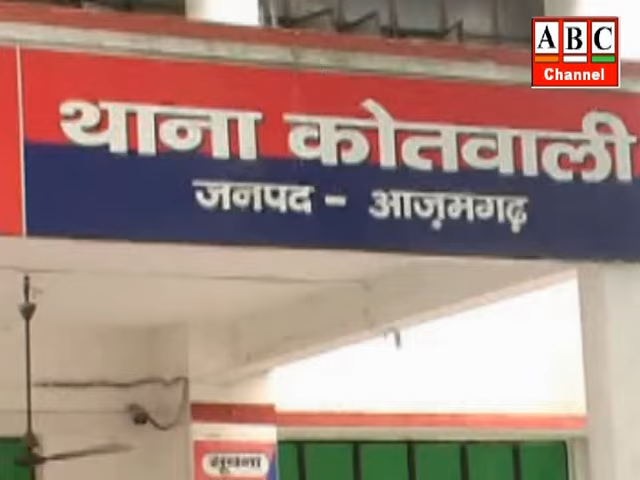 ABC
Channel
थाना कोतवाली
जनपद - आज़मगढ़
सूचना